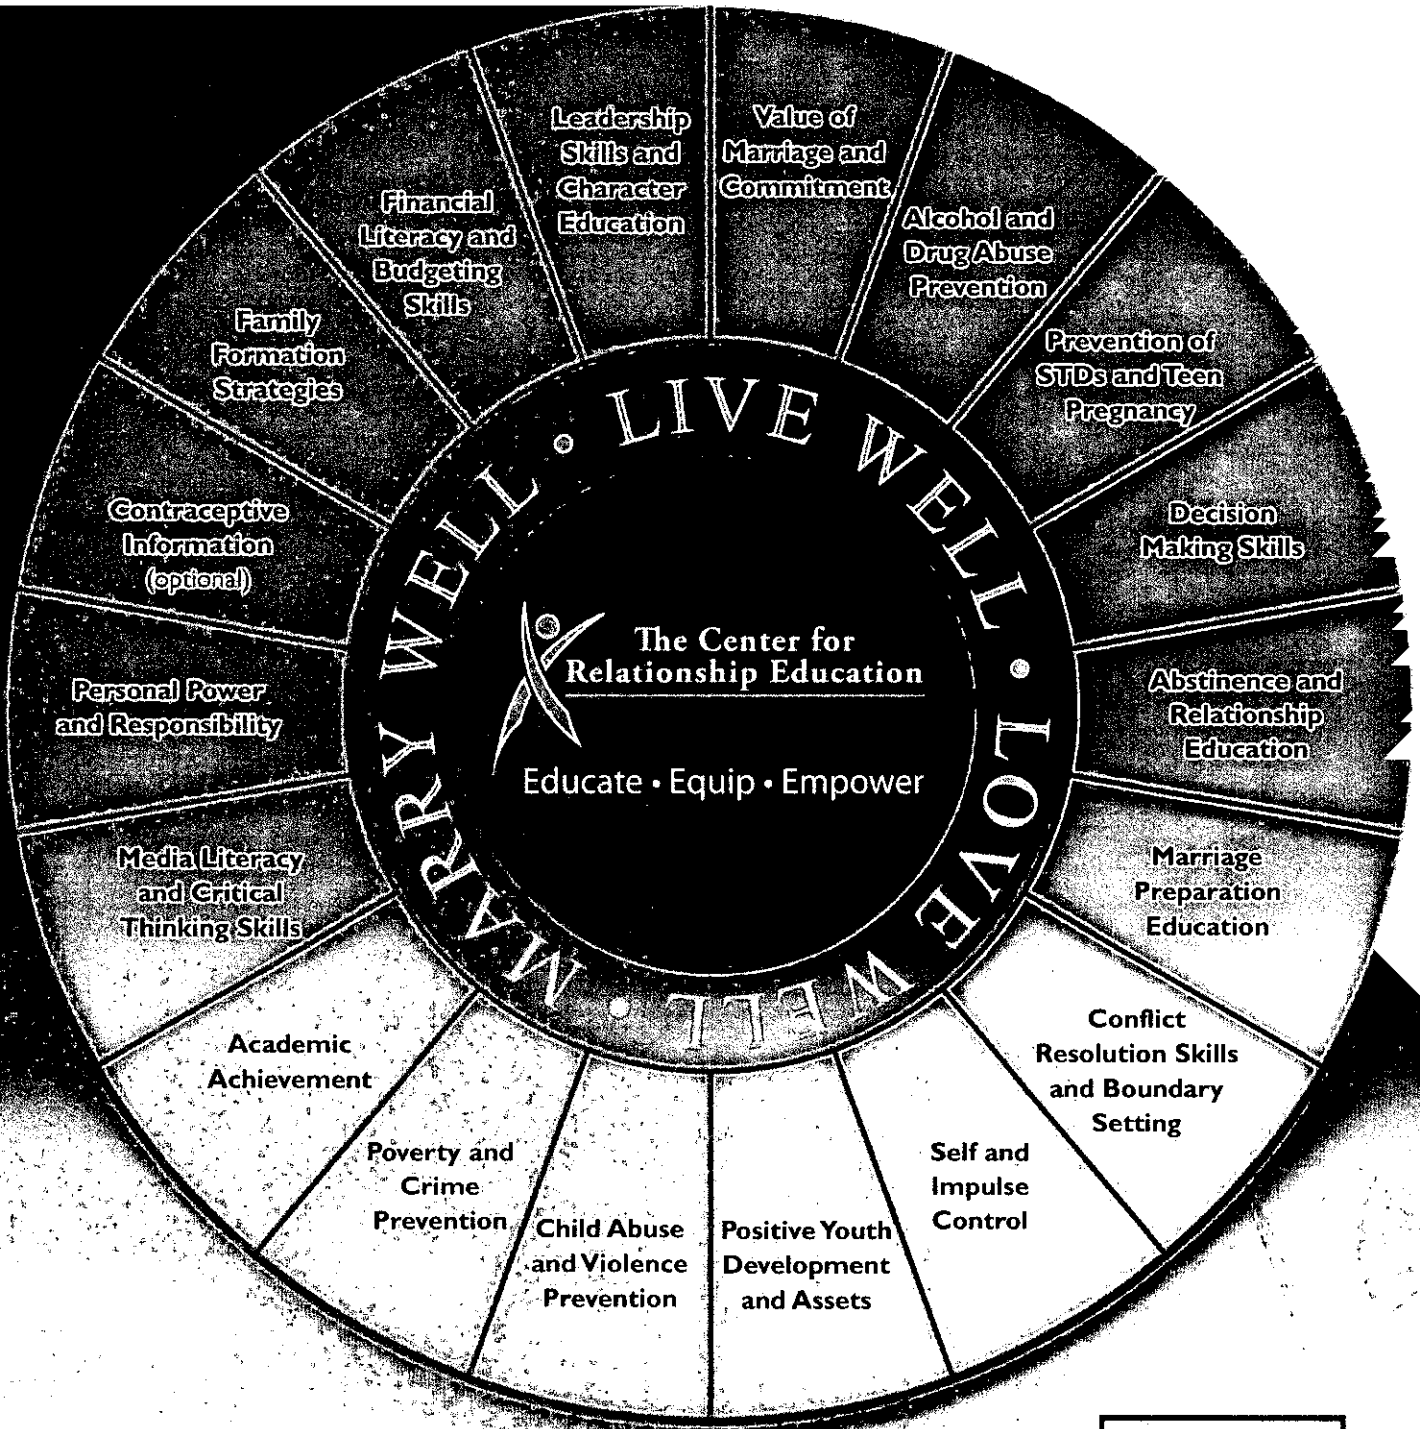 Leadership
Skills and
Character
Education
Value of
Marriage and
Commitment
Alcohol and
Drug Abuse
Prevention
Prevention of
STDs and Teen
Pregnancy
Decision
Making Skills
Abstinence and
Relationship
Education
Marriage
Preparation
Education
Conflict
Resolution Skills
and Boundary
Setting
Self and
Impulse
Control
Positive Youth
Development
and Assets
Child Abuse
and Violence
Prevention
Poverty and
Crime
Prevention
Academic
Achievement
Media Literacy
and Critical
Thinking Skills
Personal Power
and Responsibility
Contraceptive
Information
(optional)
Family
Formation
Strategies
Financial
Literacy and
Budgeting
Skills
LIVE WELL • LOVE WELL • MARRY WELL •
The Center for
Relationship Education
Educate • Equip • Empower